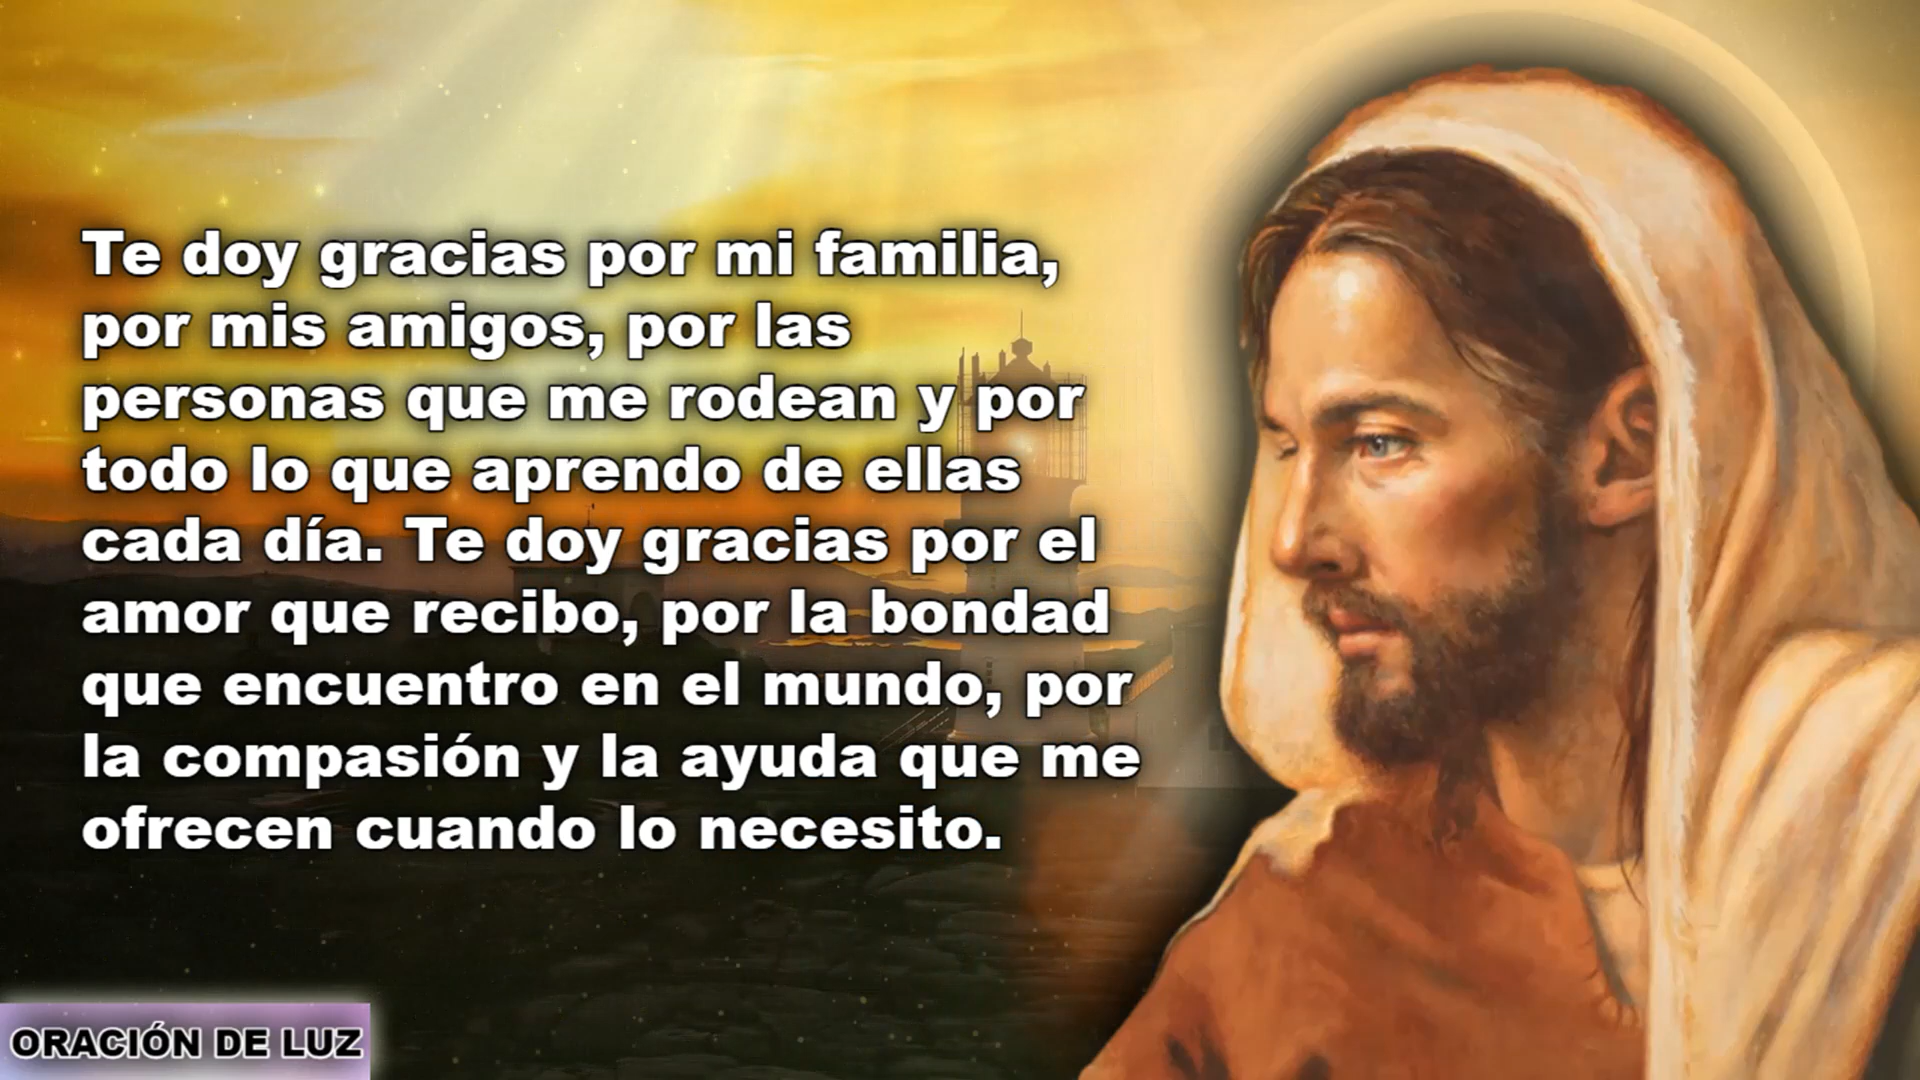 Te doy gracias por mi familia,
por mis amigos, por las
personas que me rodean y por
todo lo que aprendo de ellas
cada día. Te doy gracias por el
amor que recibo, por la bondad
que encuentro en el mundo, por
la compasión y la ayuda que me
ofrecen cuando lo necesito.
ORACIÓN DE LUZ